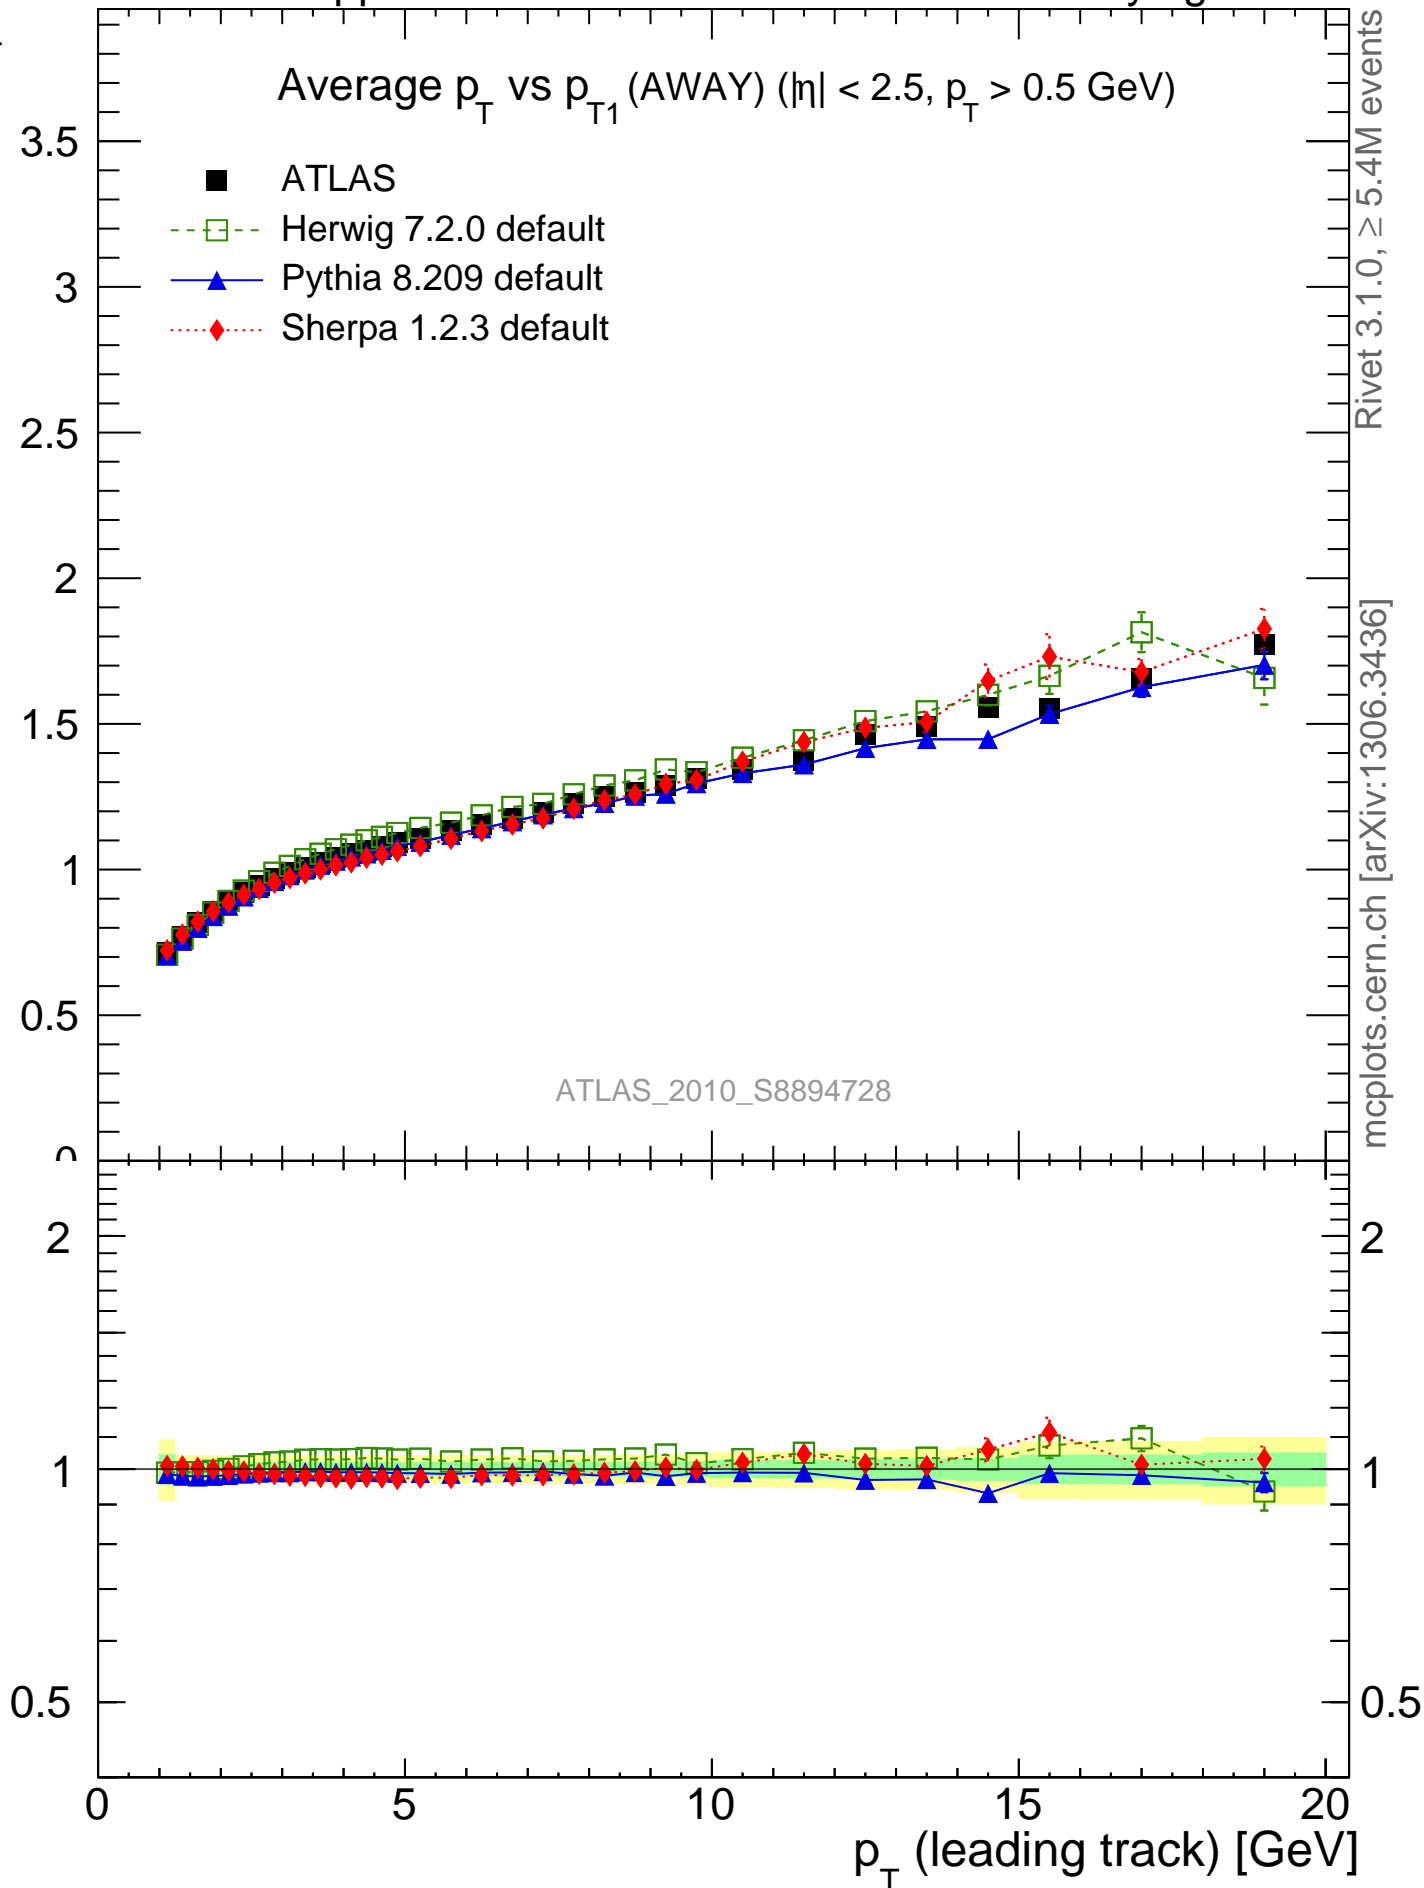 Average p_T vs p_T1 (AWAY) (|η| < 2.5, p_T > 0.5 GeV)
ATLAS
Herwig 7.2.0 default
Pythia 8.209 default
Sherpa 1.2.3 default
3.5
3
2.5
2
1.5
1
0.5
0
ATLAS_2010_S8894728
Rivet 3.1.0, ≥ 5.4M events
mcplots.cern.ch [arXiv:1306.3436]
2
1
0.5
2
1
0.5
0 5 10 15 20
p_T (leading track) [GeV]